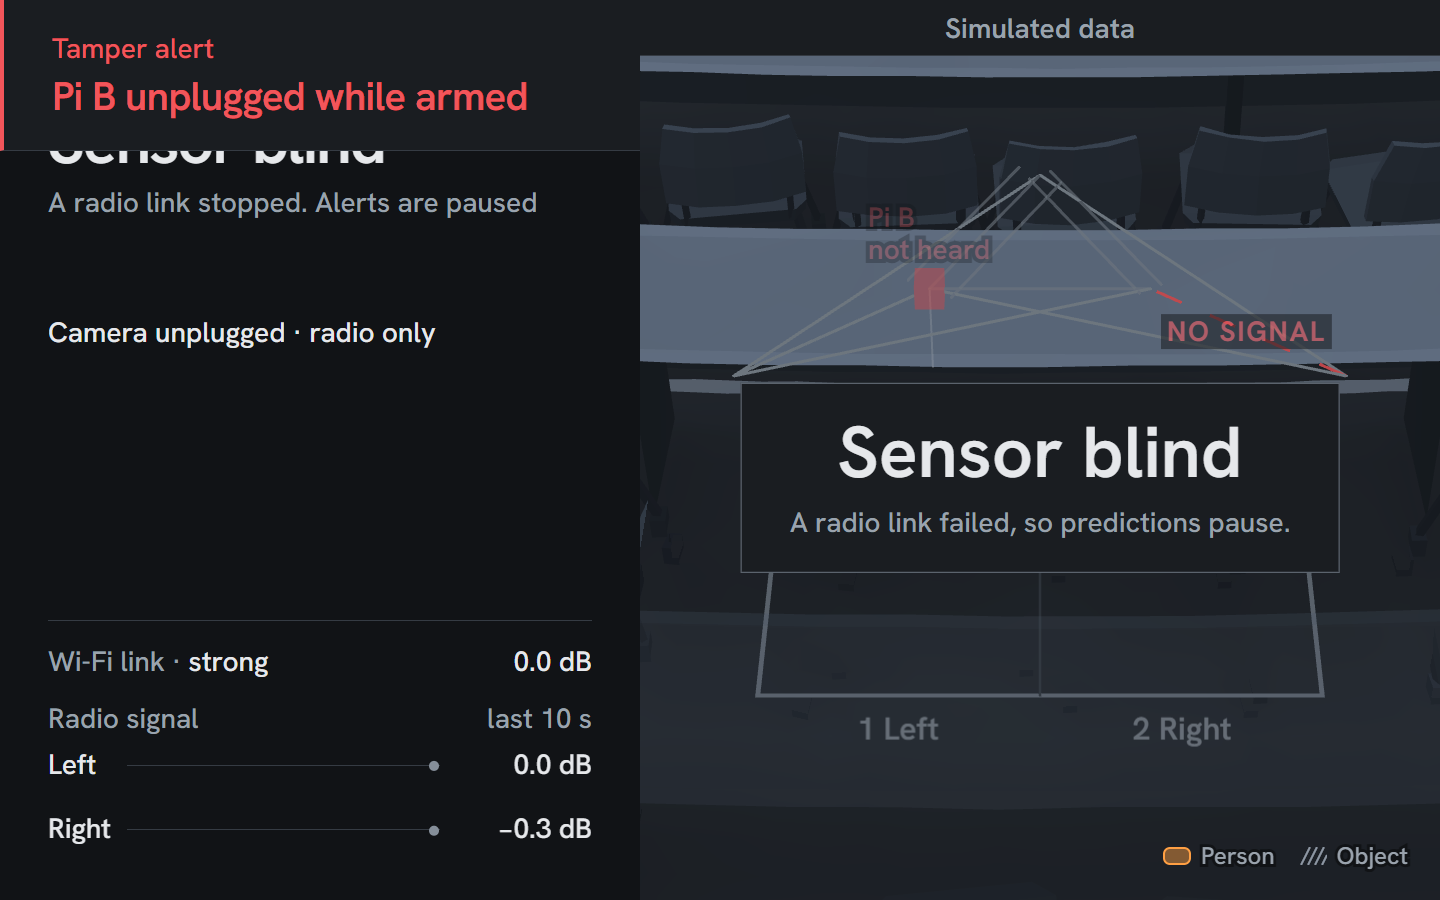 Tamper alert
Pi B unplugged while armed
Sensor blind
A radio link stopped. Alerts are paused
Camera unplugged · radio only
Wi-Fi link · strong 0.0 dB
Radio signal last 10 s
Left 0.0 dB
Right −0.3 dB
Simulated data
Pi B
not heard
NO SIGNAL
Sensor blind
A radio link failed, so predictions pause.
1 Left 2 Right
Person Object